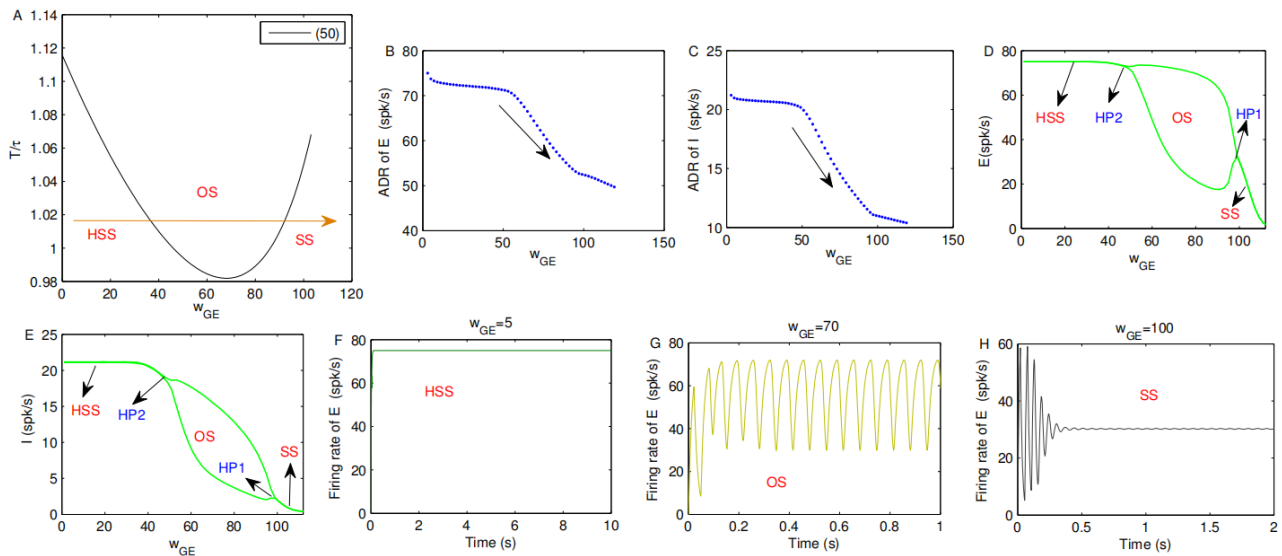 A
1.14
1.12
1.1
1.08
1.06
1.04
1.02
1
0.98
T/τ
(50)
OS
HSS
SS
0 20 40 60 80 100 120
w_GE
B
80
70
60
50
40
ADR of E (spk/s)
0 50 100 150
w_GE
C
25
20
15
10
ADR of I (spk/s)
0 50 100 150
w_GE
D
80
60
40
20
0
E(spk/s)
HSS
HP2
OS
HP1
SS
0 20 40 60 80 100
w_GE
E
25
20
15
10
5
0
I (spk/s)
HSS
HP2
OS
HP1
SS
0 20 40 60 80 100
w_GE
F
w_GE=5
80
60
40
20
0
Firing rate of E (spk/s)
HSS
0 2 4 6 8 10
Time (s)
G
w_GE=70
80
60
40
20
0
Firing rate of E (spk/s)
OS
0 0.2 0.4 0.6 0.8 1
Time (s)
H
w_GE=100
60
40
20
0
Firing rate of E (spk/s)
SS
0 0.5 1 1.5 2
Time (s)